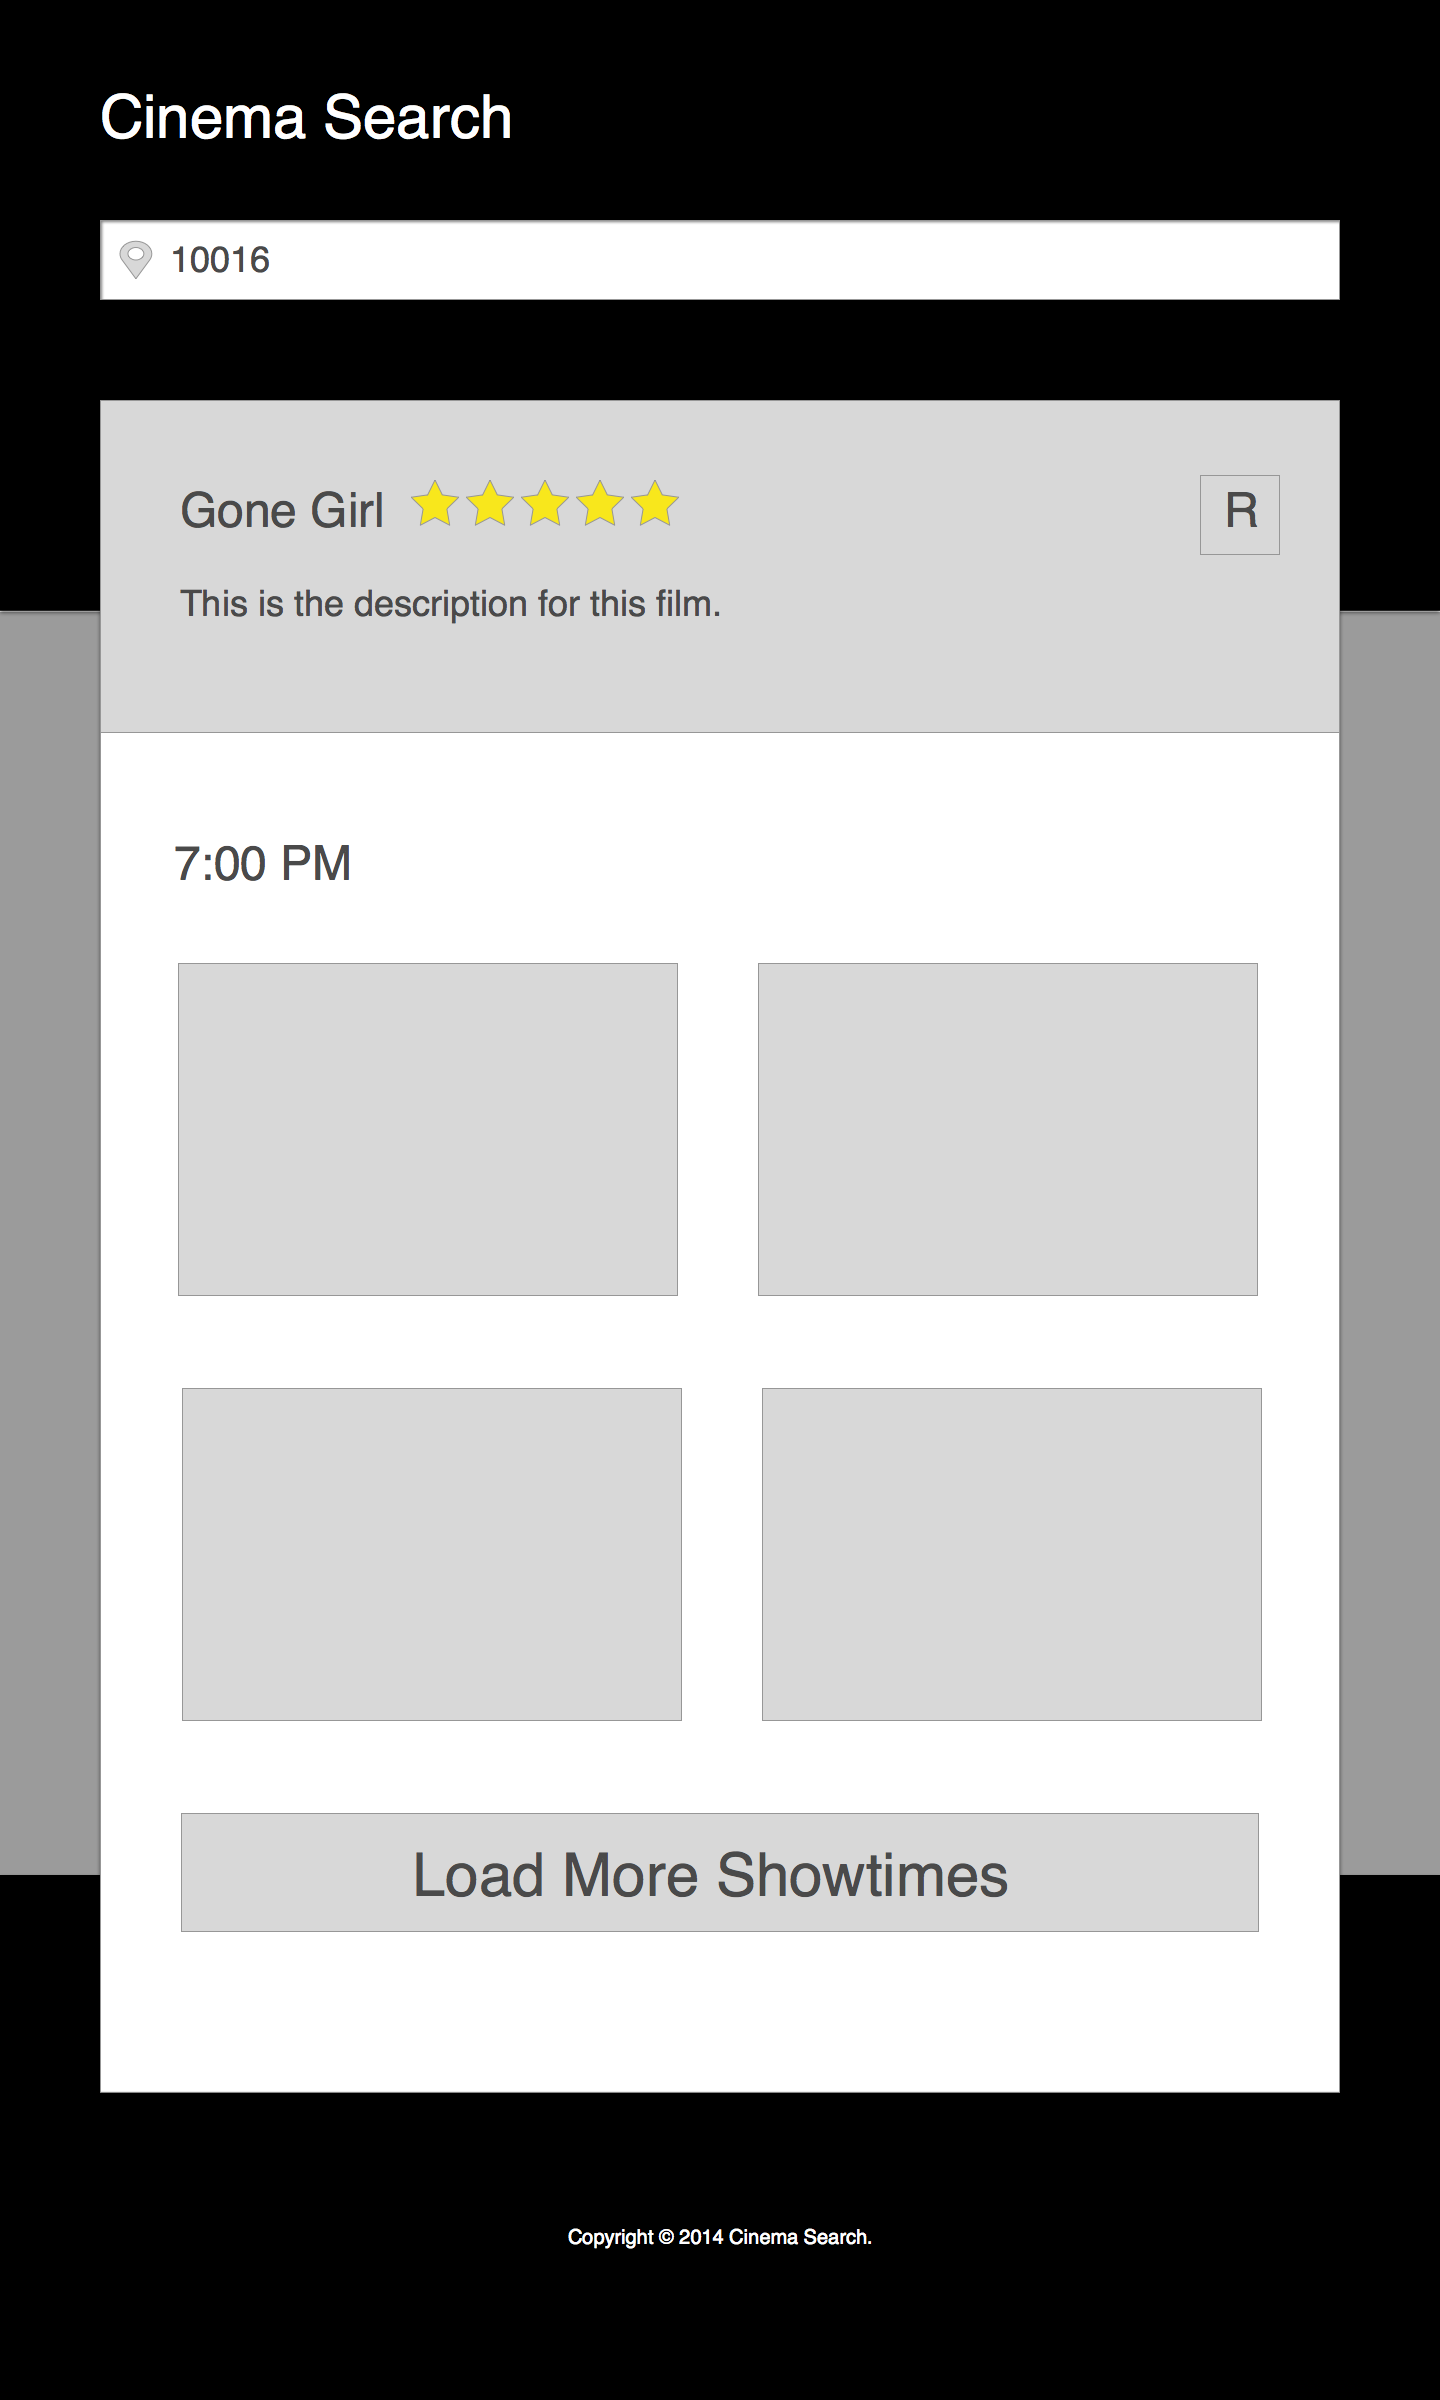 Cinema Search
10016
Gone Girl
R
This is the description for this film.
7:00 PM
Load More Showtimes
Copyright © 2014 Cinema Search.